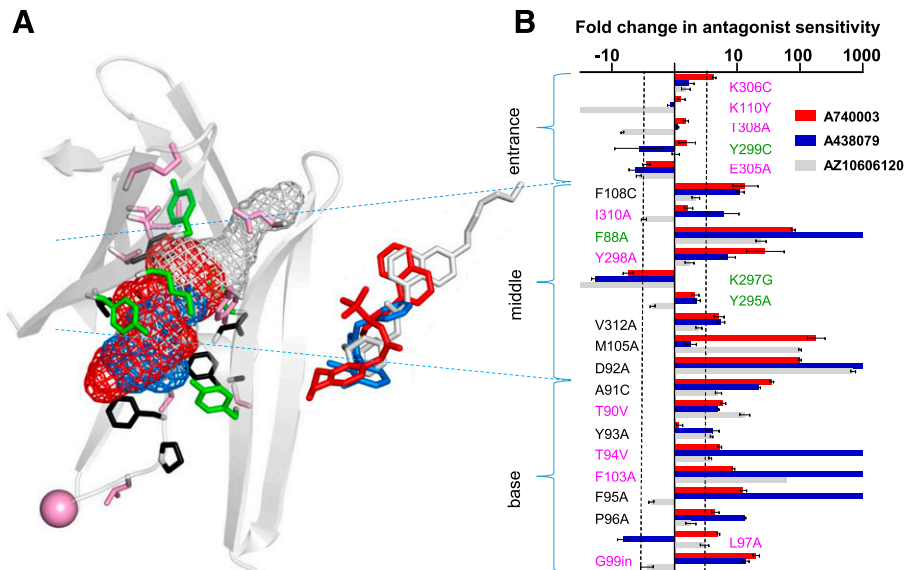 A
B
Fold change in antagonist sensitivity
-10 10 100 1000
entrance
middle
base
K306C
K110Y
T308A
Y299C
E305A
F108C
I310A
F88A
Y298A
K297G
Y295A
V312A
M105A
D92A
A91C
T90V
Y93A
T94V
F103A
F95A
P96A
L97A
G99in
A740003
A438079
AZ10606120